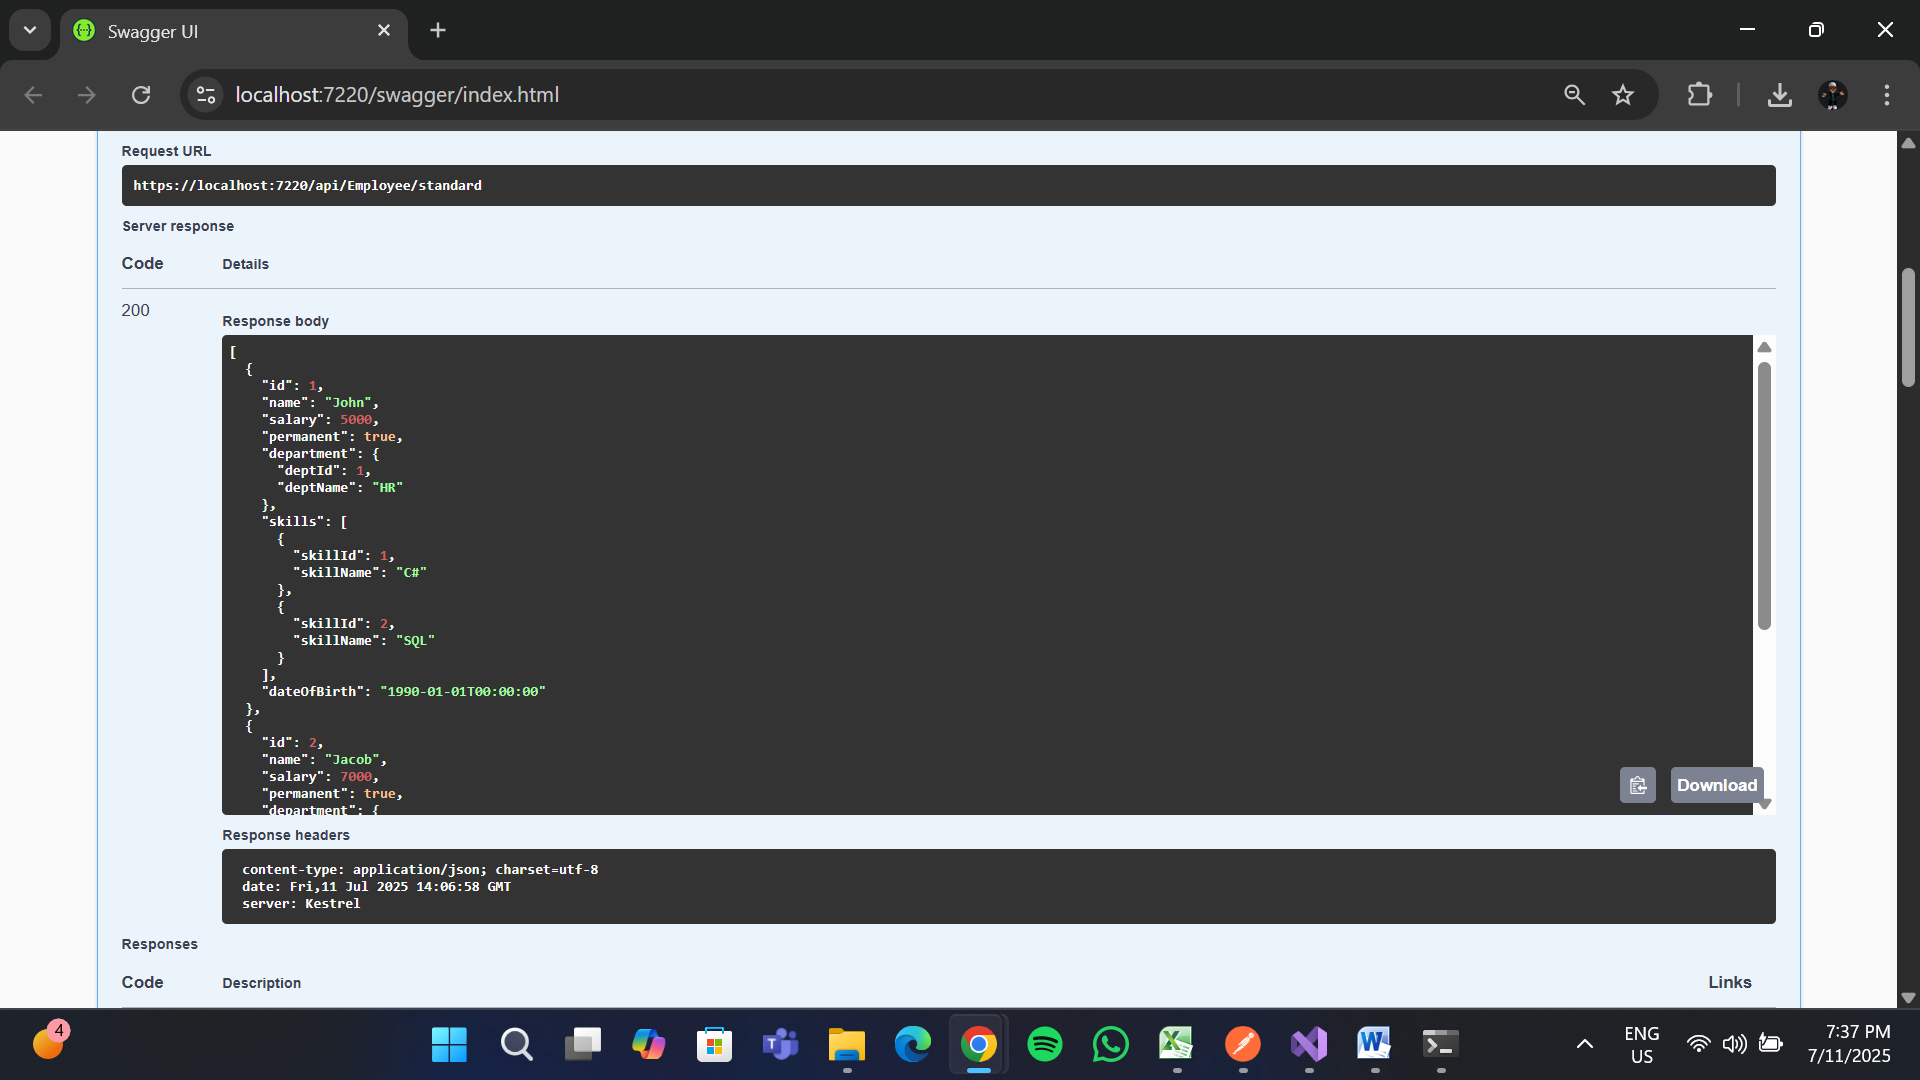 Swagger UI
localhost:7220/swagger/index.html
Request URL
https://localhost:7220/api/Employee/standard
Server response
Code Details
200
Response body
[
  {
    "id": 1,
    "name": "John",
    "salary": 5000,
    "permanent": true,
    "department": {
      "deptId": 1,
      "deptName": "HR"
    },
    "skills": [
      {
        "skillId": 1,
        "skillName": "C#"
      },
      {
        "skillId": 2,
        "skillName": "SQL"
      }
    ],
    "dateOfBirth": "1990-01-01T00:00:00"
  },
  {
    "id": 2,
    "name": "Jacob",
    "salary": 7000,
    "permanent": true,
    "department": {
Download
Response headers
content-type: application/json; charset=utf-8
date: Fri,11 Jul 2025 14:06:58 GMT
server: Kestrel
Responses
Code Description Links
4
ENG
US
7:37 PM
7/11/2025